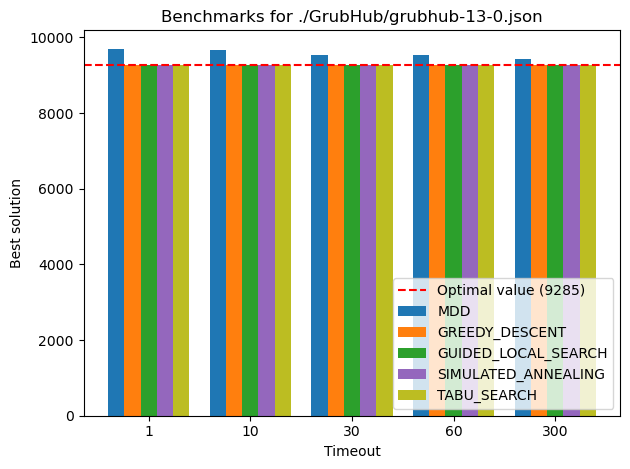 Benchmarks for ./GrubHub/grubhub-13-0.json
Best solution
10000
8000
6000
4000
2000
0
Optimal value (9285)
MDD
GREEDY_DESCENT
GUIDED_LOCAL_SEARCH
SIMULATED_ANNEALING
TABU_SEARCH
1 10 30 60 300
Timeout